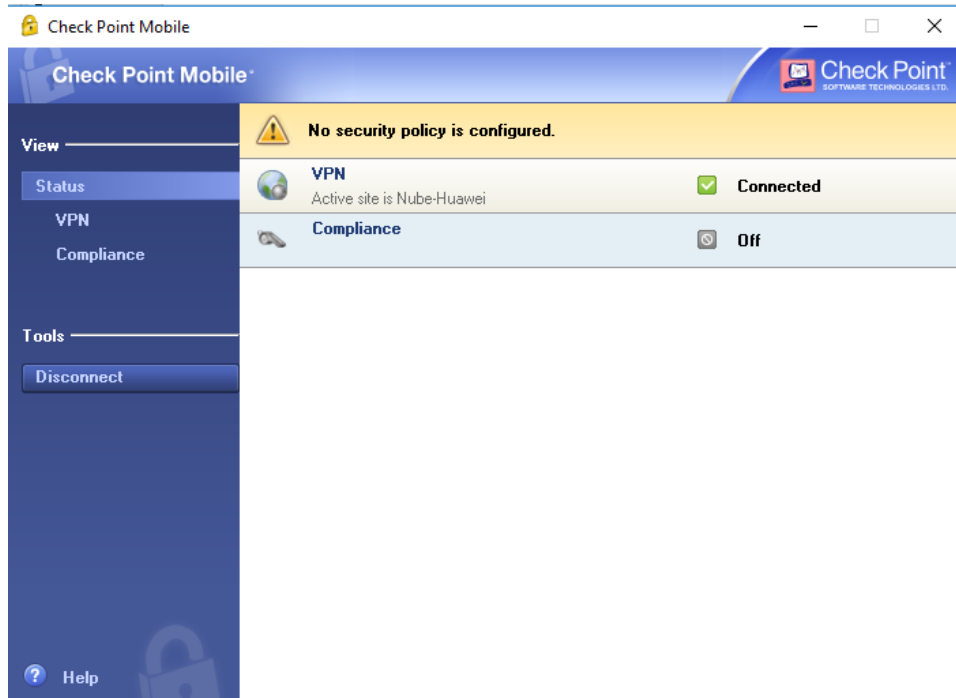 Check Point Mobile
Check Point Mobile
Check Point
SOFTWARE TECHNOLOGIES LTD.
View
Status
VPN
Compliance
Tools
Disconnect
Help
No security policy is configured.
VPN
Active site is Nube-Huawei
Connected
Compliance
Off